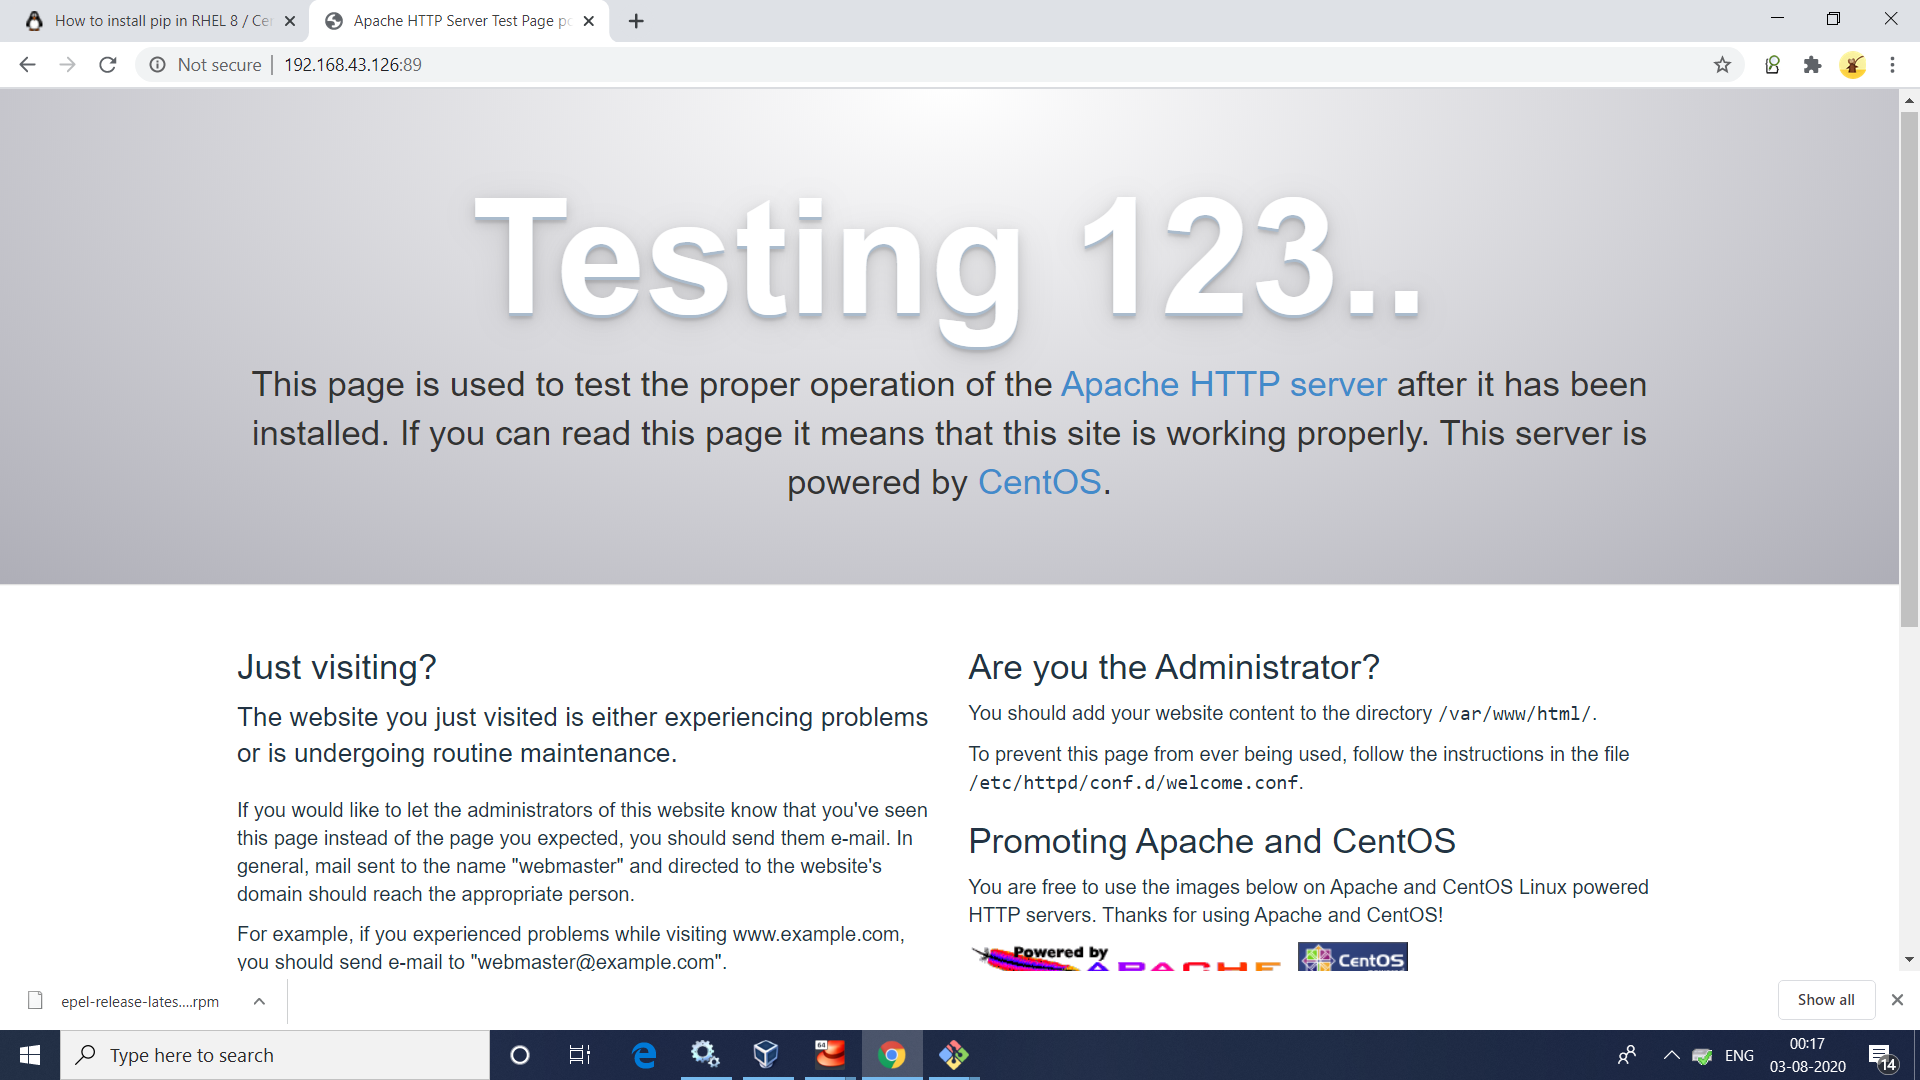 How to install pip in RHEL 8 / Cen
Apache HTTP Server Test Page po
Not secure
192.168.43.126:89
Testing 123..
This page is used to test the proper operation of the Apache HTTP server after it has been
installed. If you can read this page it means that this site is working properly. This server is
powered by CentOS.
Just visiting?
The website you just visited is either experiencing problems
or is undergoing routine maintenance.
If you would like to let the administrators of this website know that you've seen
this page instead of the page you expected, you should send them e-mail. In
general, mail sent to the name "webmaster" and directed to the website's
domain should reach the appropriate person.
For example, if you experienced problems while visiting www.example.com,
you should send e-mail to "webmaster@example.com".
Are you the Administrator?
You should add your website content to the directory /var/www/html/.
To prevent this page from ever being used, follow the instructions in the file
/etc/httpd/conf.d/welcome.conf.
Promoting Apache and CentOS
You are free to use the images below on Apache and CentOS Linux powered
HTTP servers. Thanks for using Apache and CentOS!
Powered by
APACHE
CentOS
epel-release-lates....rpm
Show all
Type here to search
64
ENG
00:17
03-08-2020
14